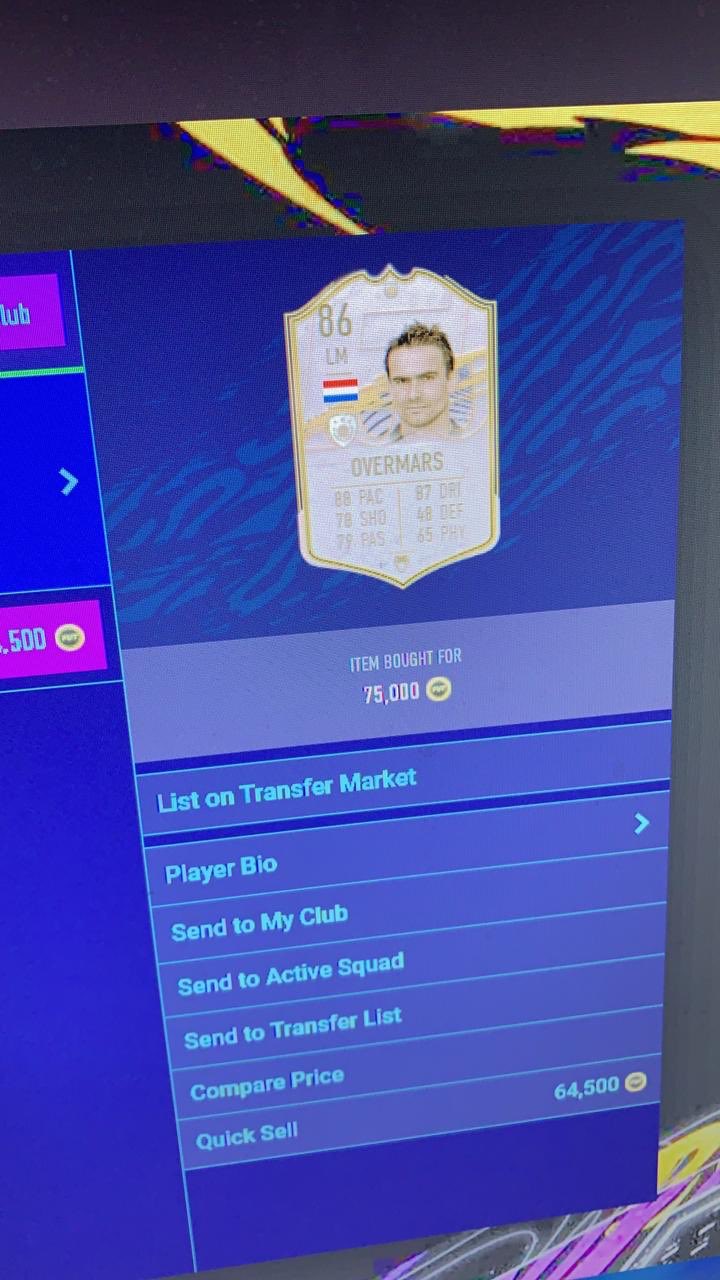 86
LM
OVERMARS
88 PAC
87 DRI
78 SHO
48 DEF
79 PAS
65 PHY
lub
,500
ITEM BOUGHT FOR
75,000
List on Transfer Market
Player Bio
Send to My Club
Send to Active Squad
Send to Transfer List
Compare Price
Quick Sell
64,500